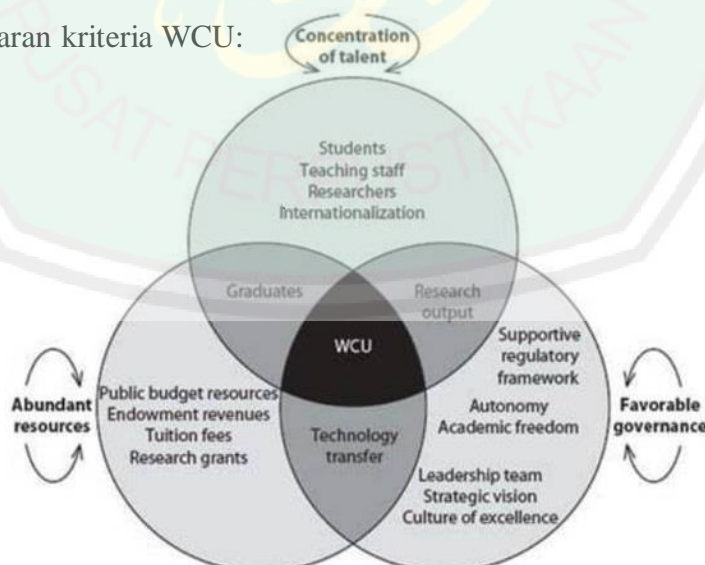 aran kriteria WCU:
Concentration
of talent
Students
Teaching staff
Researchers
Internationalization
Graduates
Research
output
WCU
Supportive
regulatory
framework
Autonomy
Academic freedom
Leadership team
Strategic vision
Culture of excellence
Public budget resources
Endowment revenues
Tuition fees
Research grants
Technology
transfer
Abundant
resources
Favorable
governance
PUSAT PERPUSTAKAAN